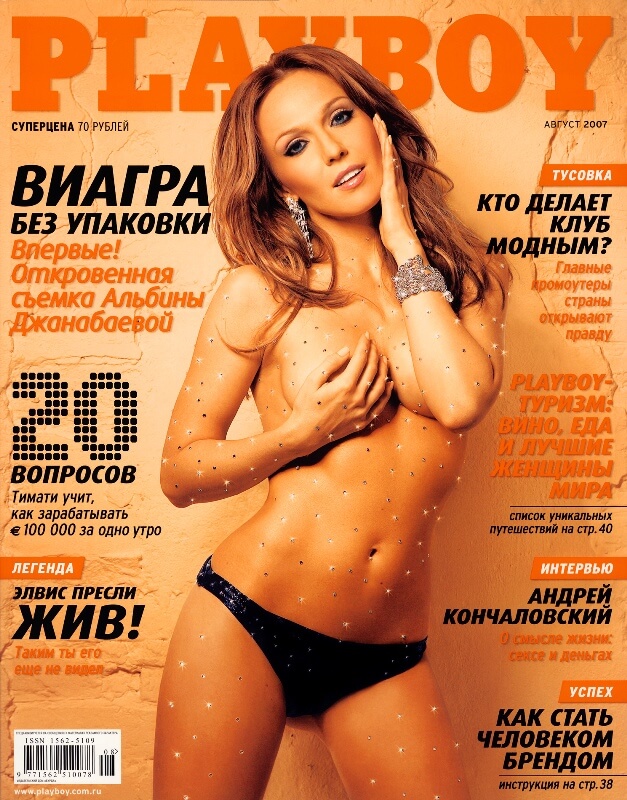 PLAYBOY
СУПЕРЦЕНА 70 РУБЛЕЙ
АВГУСТ 2007
ВИАГРА
БЕЗ УПАКОВКИ
Впервые!
Откровенная
съемка Альбины
Джанабаевой
20
ВОПРОСОВ
Тимати учит,
как зарабатывать
€ 100 000 за одно утро
ЛЕГЕНДА
ЭЛВИС ПРЕСЛИ
ЖИВ!
Таким ты его
еще не видел
ISSN 1562-5109
08
9 771562 510078
www.playboy.com.ru
ТУСОВКА
КТО ДЕЛАЕТ
КЛУБ
МОДНЫМ?
Главные
промоутеры
страны
открывают
правду
PLAYBOY-
ТУРИЗМ:
ВИНО, ЕДА
И ЛУЧШИЕ
ЖЕНЩИНЫ
МИРА
список уникальных
путешествий на стр. 40
ИНТЕРВЬЮ
АНДРЕЙ
КОНЧАЛОВСКИЙ
О смысле жизни,
сексе и деньгах
УСПЕХ
КАК СТАТЬ
ЧЕЛОВЕКОМ
БРЕНДОМ
инструкция на стр. 38